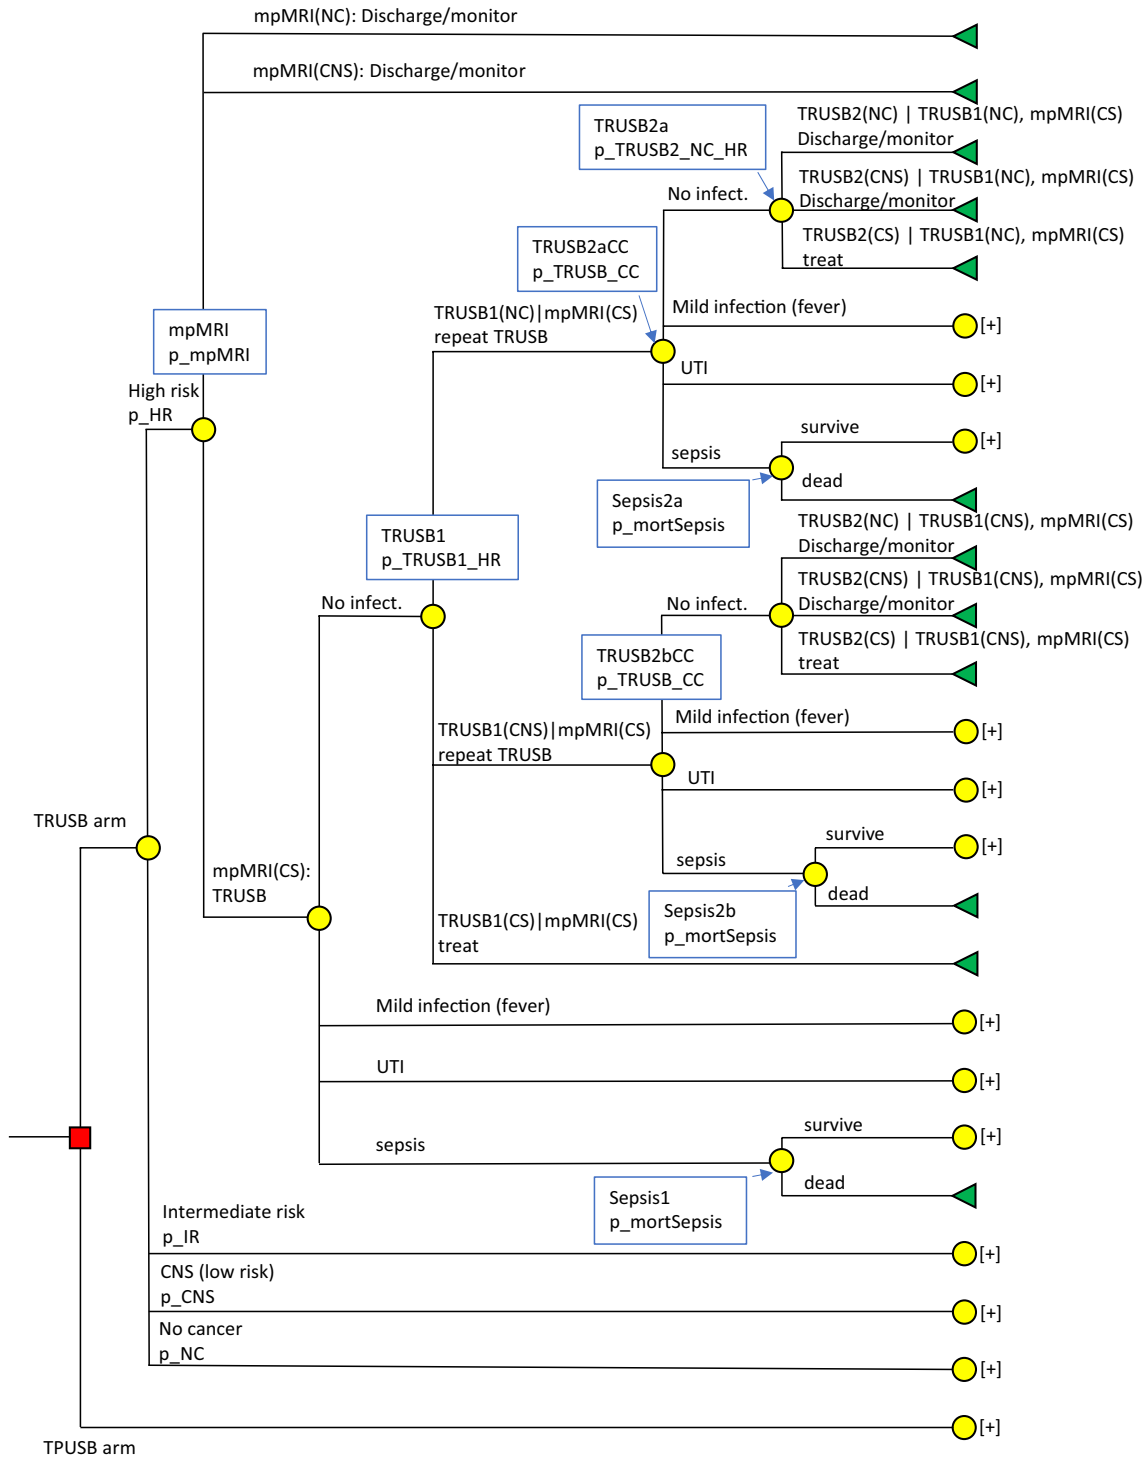 mpMRI(NC): Discharge/monitor
mpMRI(CNS): Discharge/monitor
TRUSB2a
p_TRUSB2_NC_HR
TRUSB2(NC) | TRUSB1(NC), mpMRI(CS)
Discharge/monitor
TRUSB2(CNS) | TRUSB1(NC), mpMRI(CS)
Discharge/monitor
TRUSB2(CS) | TRUSB1(NC), mpMRI(CS)
treat
No infect.
TRUSB2aCC
p_TRUSB_CC
TRUSB1(NC)|mpMRI(CS)
repeat TRUSB
Mild infection (fever)
[+]
UTI
[+]
sepsis
survive
[+]
dead
Sepsis2a
p_mortSepsis
mpMRI
p_mpMRI
High risk
p_HR
TRUSB1
p_TRUSB1_HR
No infect.
TRUSB2(NC) | TRUSB1(CNS), mpMRI(CS)
Discharge/monitor
TRUSB2(CNS) | TRUSB1(CNS), mpMRI(CS)
Discharge/monitor
TRUSB2(CS) | TRUSB1(CNS), mpMRI(CS)
treat
No infect.
TRUSB2bCC
p_TRUSB_CC
TRUSB1(CNS)|mpMRI(CS)
repeat TRUSB
Mild infection (fever)
[+]
UTI
[+]
sepsis
survive
[+]
dead
Sepsis2b
p_mortSepsis
TRUSB arm
mpMRI(CS):
TRUSB
TRUSB1(CS)|mpMRI(CS)
treat
Mild infection (fever)
[+]
UTI
[+]
sepsis
survive
[+]
dead
Sepsis1
p_mortSepsis
Intermediate risk
p_IR
[+]
CNS (low risk)
p_CNS
[+]
No cancer
p_NC
[+]
TPUSB arm
[+]